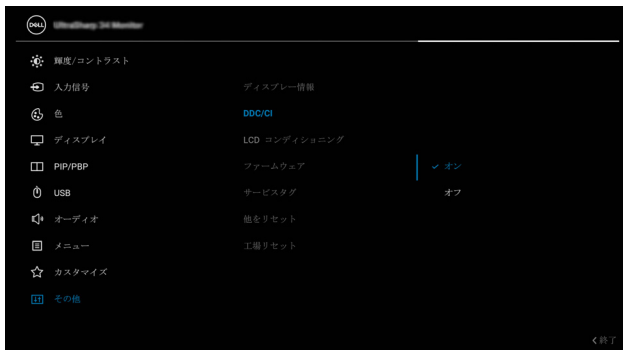 DELL
UltraSharp 34 Monitor
輝度/コントラスト
入力信号
色
ディスプレイ
PIP/PBP
USB
オーディオ
メニュー
カスタマイズ
その他
ディスプレー情報
DDC/CI
LCD コンディショニング
ファームウェア
サービスタグ
他をリセット
工場リセット
オン
オフ
終了